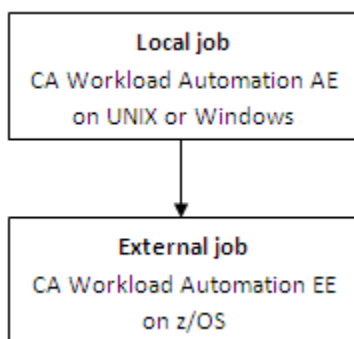 Local job
CA Workload Automation AE
on UNIX or Windows
External job
CA Workload Automation EE
on z/OS